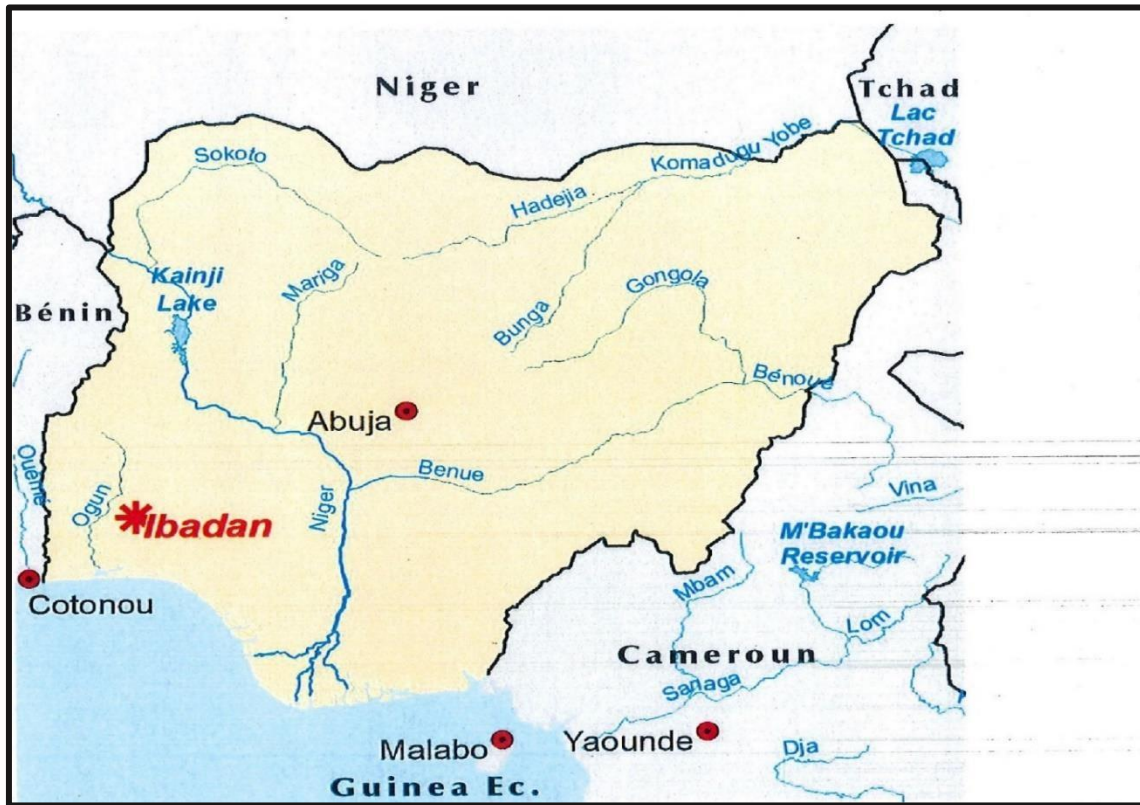 Niger
Tchad
Lac
Tchad
Sokoto
Komadugu Yobe
Hadejia
Kainji
Lake
Mariga
Gongola
Bénin
Bunga
Bénoue
Abuja
Benue
Ouémé
Ogun
Ibadan
Niger
Vina
M'Bakaou
Reservoir
Mbam
Cotonou
Lom
Cameroun
Sanaga
Malabo
Yaounde
Dja
Guinea Ec.